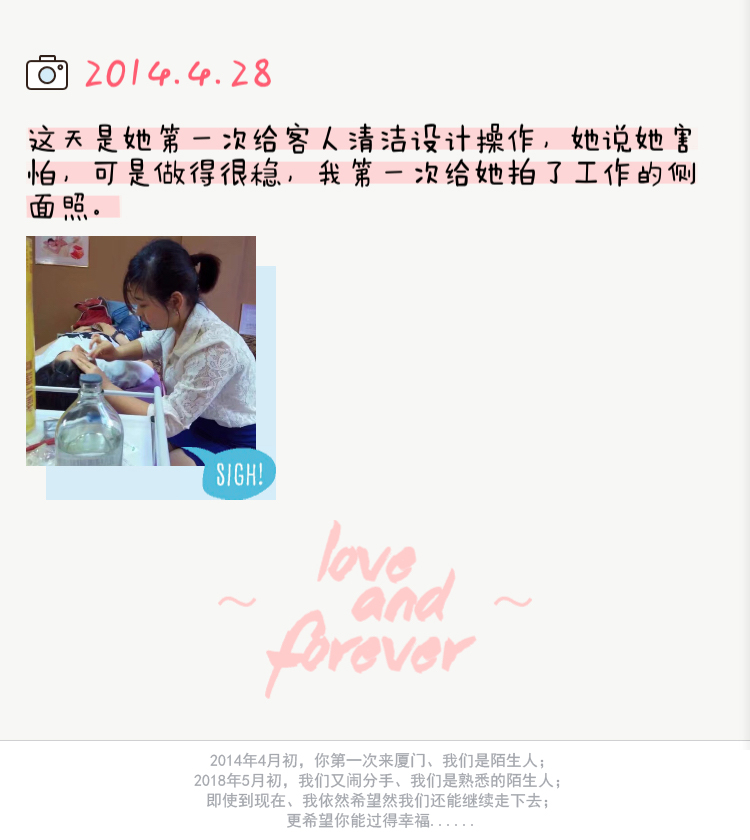 2014.4.28
这天是她第一次给客人清洁设计操作，她说她害
怕，可是做得很稳，我第一次给她拍了工作的侧
面照。
SIGH!
love
and
~ ~
forever
2014年4月初，你第一次来厦门、我们是陌生人；
2018年5月初，我们又闹分手、我们是熟悉的陌生人；
即使到现在、我依然希望然我们还能继续走下去；
更希望你能过得幸福......